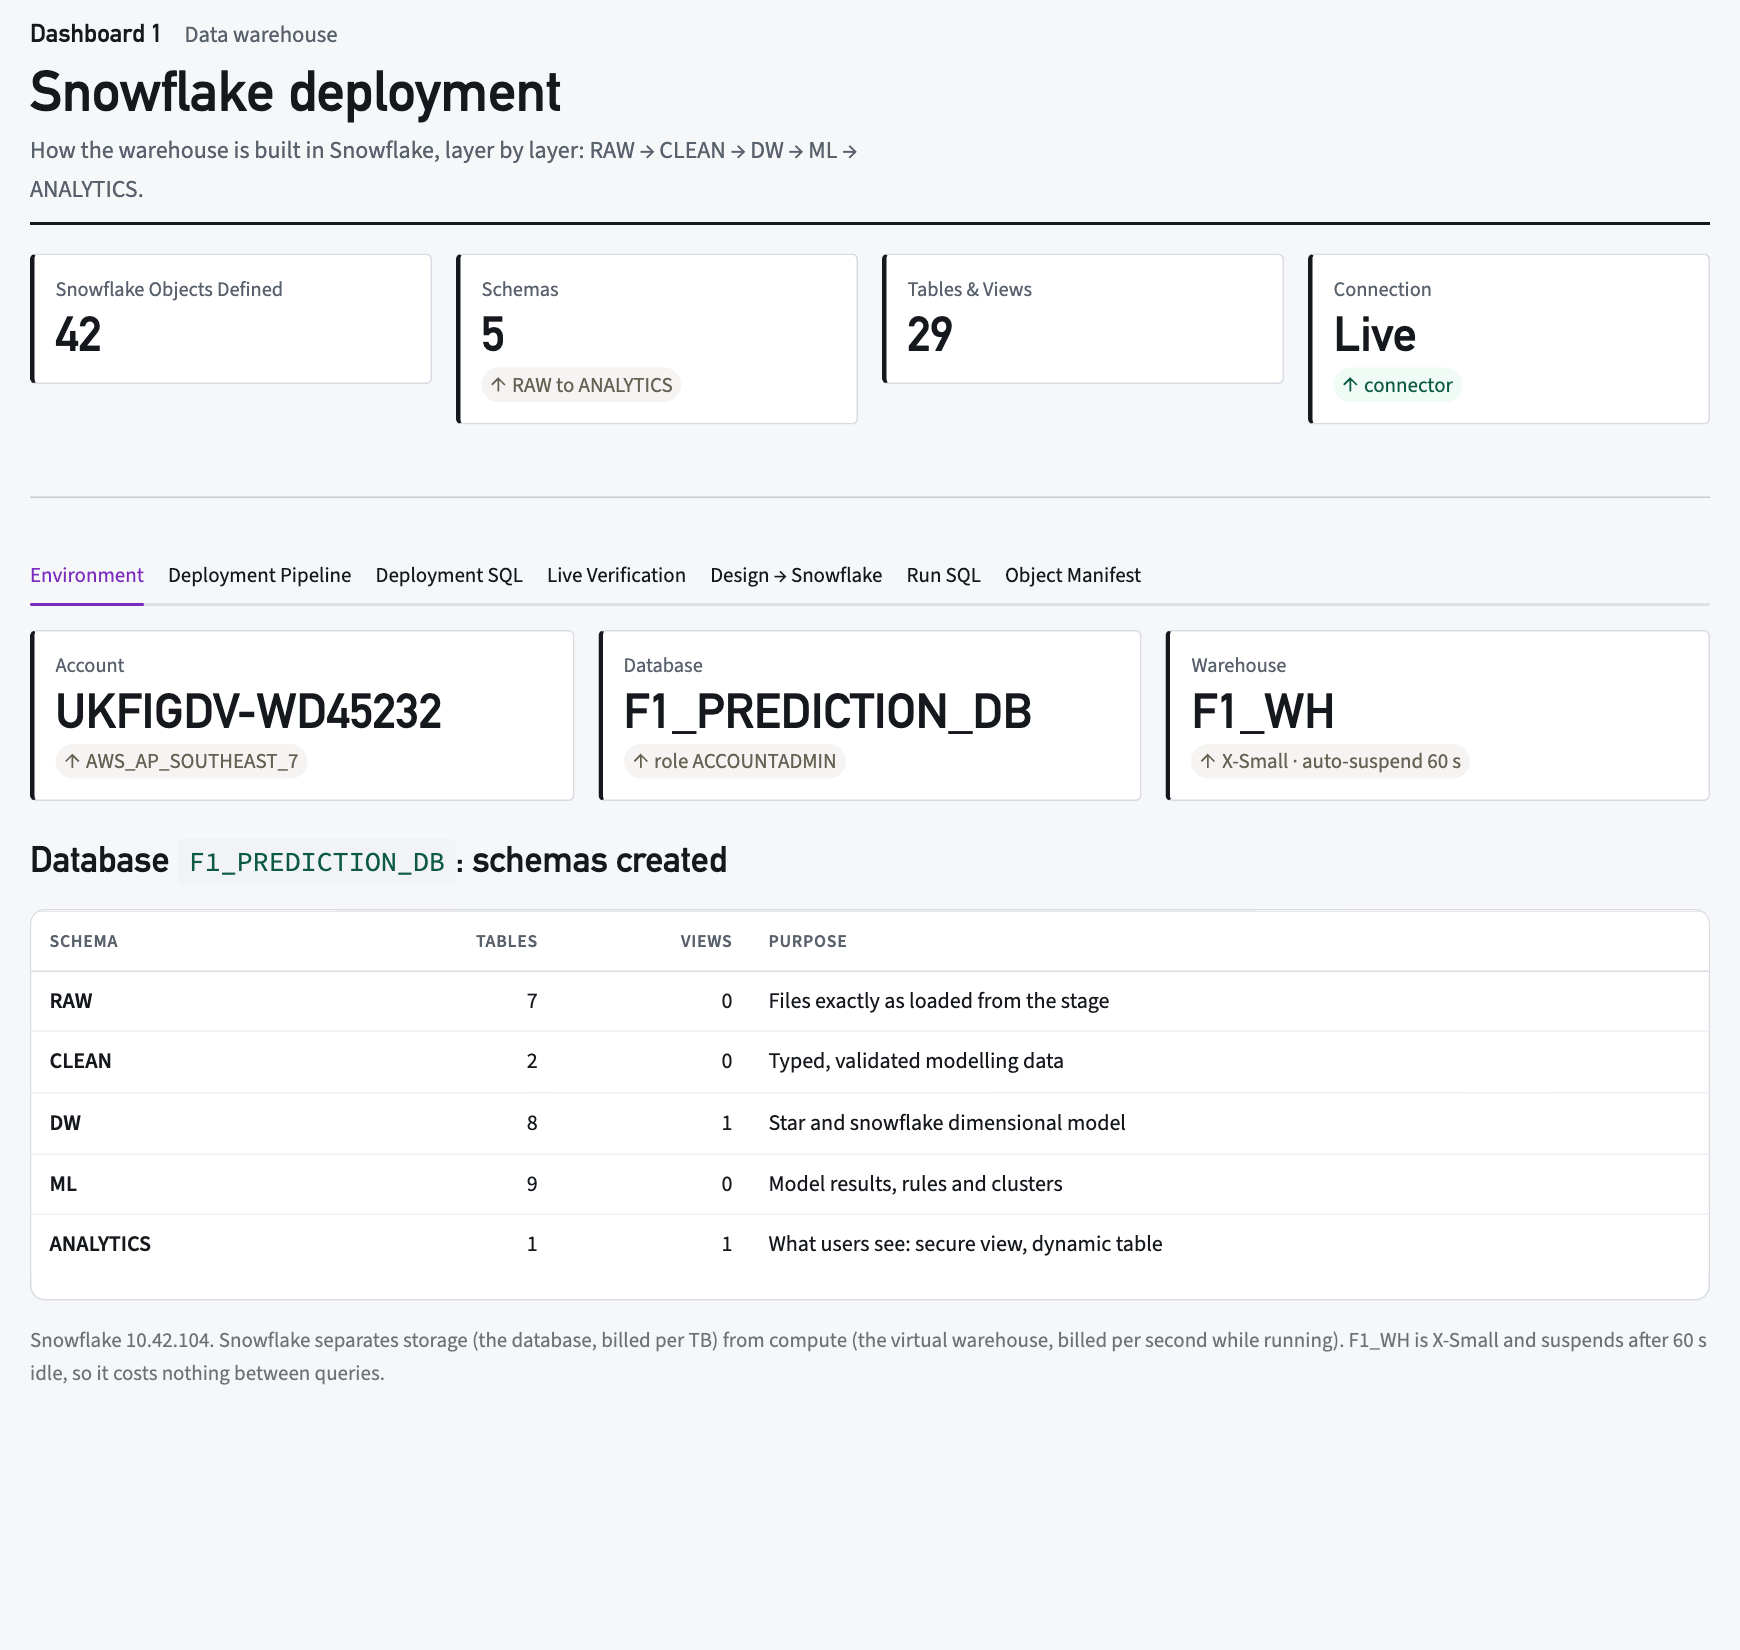 Dashboard 1 Data warehouse
Snowflake deployment
How the warehouse is built in Snowflake, layer by layer: RAW → CLEAN → DW → ML →
ANALYTICS.
Snowflake Objects Defined
42
Schemas
5
↑ RAW to ANALYTICS
Tables & Views
29
Connection
Live
↑ connector
Environment Deployment Pipeline Deployment SQL Live Verification Design → Snowflake Run SQL Object Manifest
Account
UKFIGDV-WD45232
↑ AWS_AP_SOUTHEAST_7
Database
F1_PREDICTION_DB
↑ role ACCOUNTADMIN
Warehouse
F1_WH
↑ X-Small · auto-suspend 60 s
Database F1_PREDICTION_DB : schemas created
SCHEMA TABLES VIEWS PURPOSE
RAW 7 0 Files exactly as loaded from the stage
CLEAN 2 0 Typed, validated modelling data
DW 8 1 Star and snowflake dimensional model
ML 9 0 Model results, rules and clusters
ANALYTICS 1 1 What users see: secure view, dynamic table
Snowflake 10.42.104. Snowflake separates storage (the database, billed per TB) from compute (the virtual warehouse, billed per second while running). F1_WH is X-Small and suspends after 60 s
idle, so it costs nothing between queries.